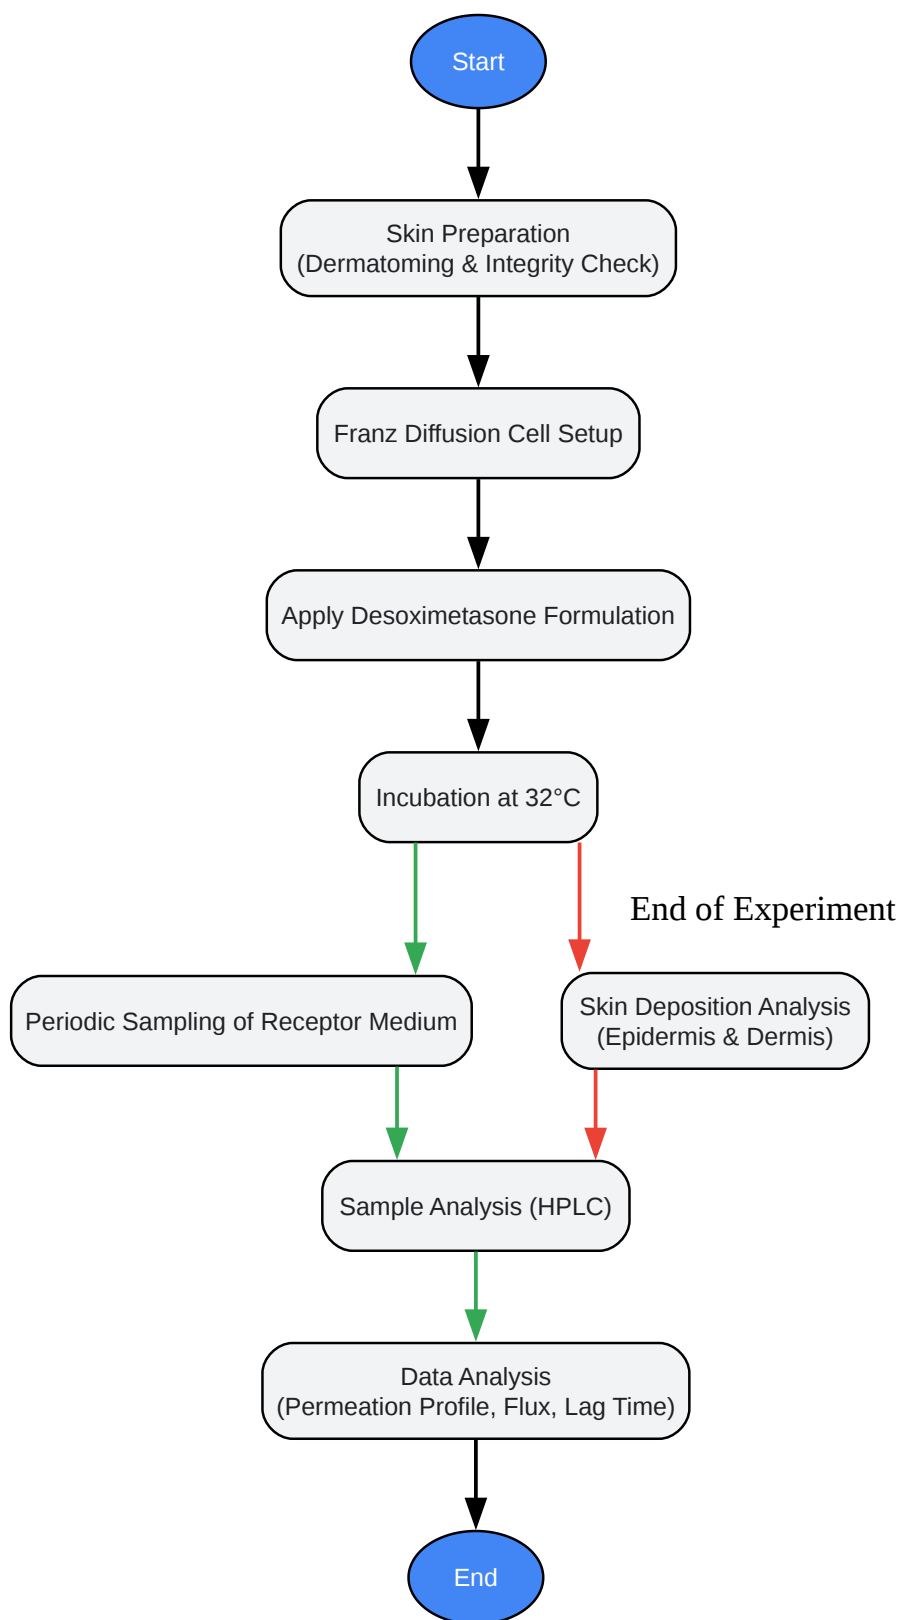 Start
Skin Preparation
(Dermatoming & Integrity Check)
Franz Diffusion Cell Setup
Apply Desoximetasone Formulation
Incubation at 32°C
End of Experiment
Periodic Sampling of Receptor Medium
Skin Deposition Analysis
(Epidermis & Dermis)
Sample Analysis (HPLC)
Data Analysis
(Permeation Profile, Flux, Lag Time)
End